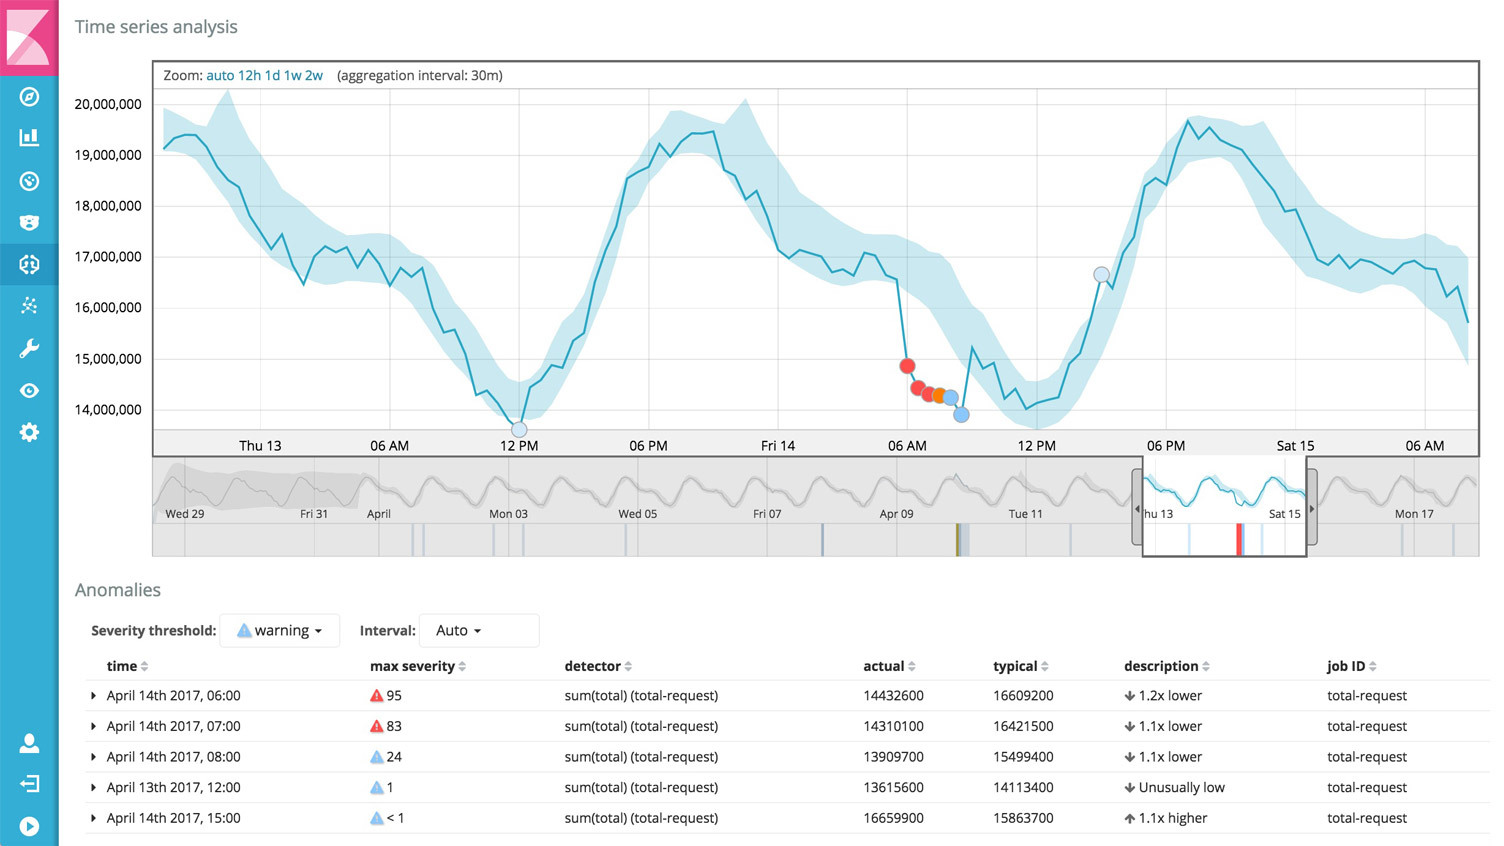 Time series analysis
Zoom: auto 12h 1d 1w 2w (aggregation interval: 30m)
20,000,000
19,000,000
18,000,000
17,000,000
16,000,000
15,000,000
14,000,000
Thu 13 06 AM 12 PM 06 PM Fri 14 06 AM 12 PM 06 PM Sat 15 06 AM
Wed 29 Fri 31 April Mon 03 Wed 05 Fri 07 Apr 09 Tue 11 hu 13 Sat 15 Mon 17
Anomalies
Severity threshold: warning Interval: Auto
time max severity detector actual typical description job ID
April 14th 2017, 06:00 95 sum(total) (total-request) 14432600 16609200 1.2x lower total-request
April 14th 2017, 07:00 83 sum(total) (total-request) 14310100 16421500 1.1x lower total-request
April 14th 2017, 08:00 24 sum(total) (total-request) 13909700 15499400 1.1x lower total-request
April 13th 2017, 12:00 1 sum(total) (total-request) 13615600 14113400 Unusually low total-request
April 14th 2017, 15:00 < 1 sum(total) (total-request) 16659900 15863700 1.1x higher total-request